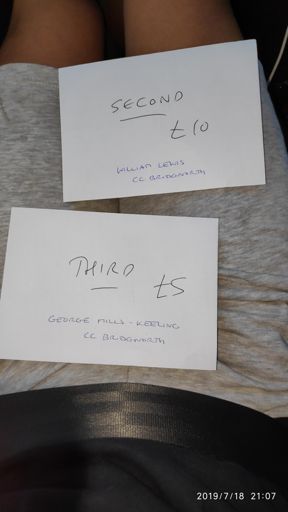 SECOND
£10
WILLIAM LEWIS
CC BRIDGNORTH
THIRD
£5
GEORGE MILLS-KEELING
CC BRIDGNORTH
2019/7/18 21:07